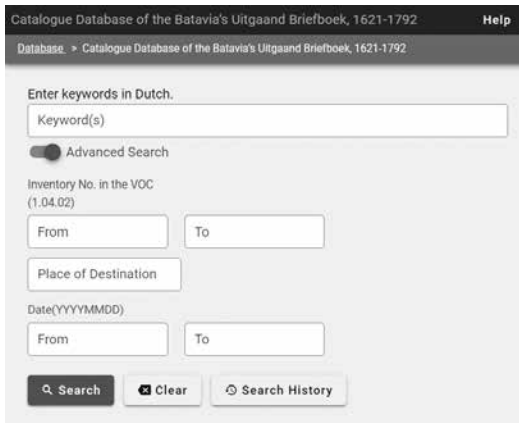 Catalogue Database of the Batavia's Uitgaand Briefboek, 1621-1792 Help
Database > Catalogue Database of the Batavia's Uitgaand Briefboek, 1621-1792
Enter keywords in Dutch.
Keyword(s)
Advanced Search
Inventory No. in the VOC
(1.04.02)
From To
Place of Destination
Date(YYYYMMDD)
From To
Search Clear Search History